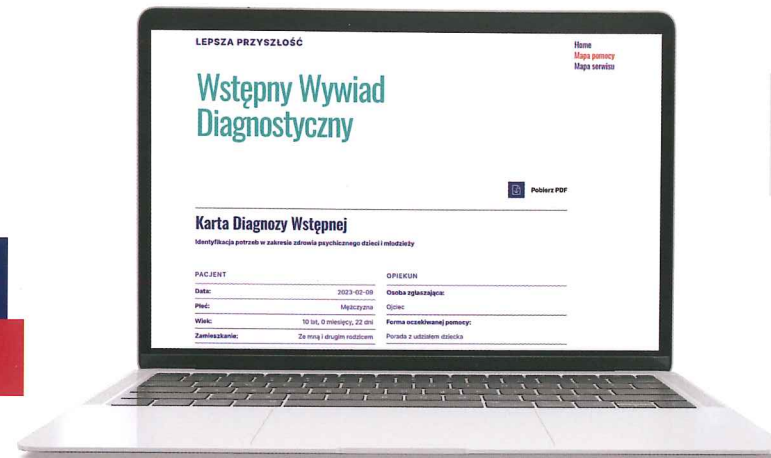 LEPSZA PRZYSZŁOŚĆ
Home
Mapa pomocy
Mapa serwisu
Wstępny Wywiad
Diagnostyczny
Pobierz PDF
Karta Diagnozy Wstępnej
Identyfikacja potrzeb w zakresie zdrowia psychicznego dzieci i młodzieży
PACJENT
Data: 2023-02-09
Płeć: Mężczyzna
Wiek: 10 lat, 0 miesięcy, 22 dni
Zamieszkanie: Ze mną i drugim rodzicem
OPIEKUN
Osoba zgłaszająca:
Ojciec
Forma oczekiwanej pomocy:
Porada z udziałem dziecka